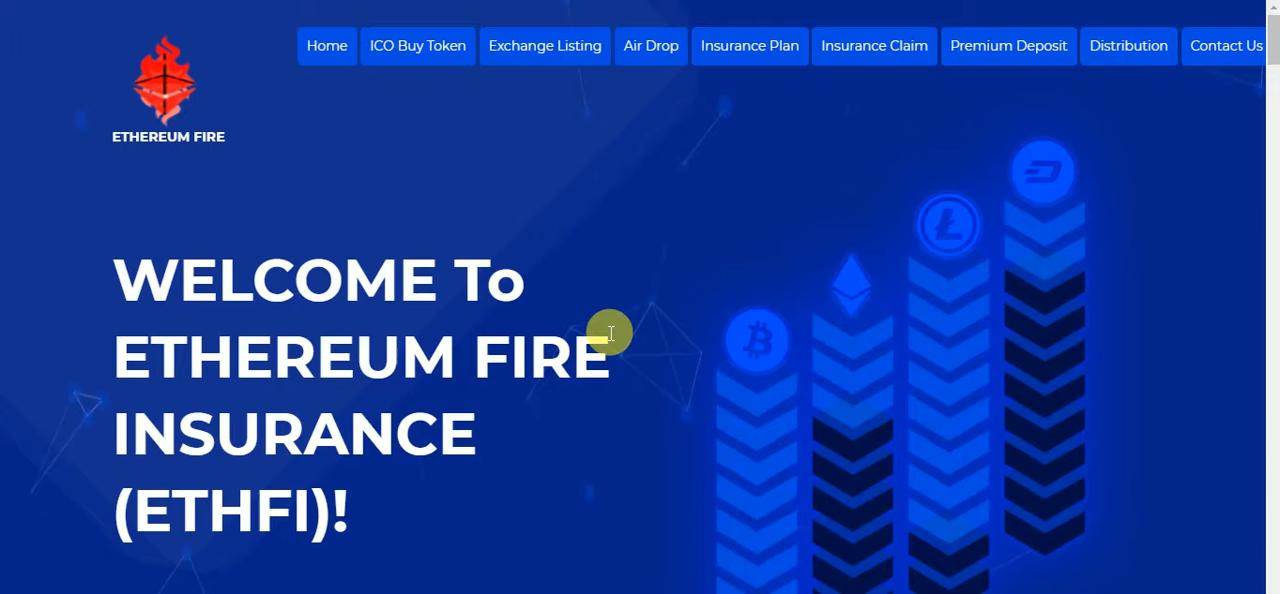 Home ICO Buy Token Exchange Listing Air Drop Insurance Plan Insurance Claim Premium Deposit Distribution Contact Us
ETHEREUM FIRE
WELCOME To
ETHEREUM FIRE
INSURANCE
(ETHFI)!